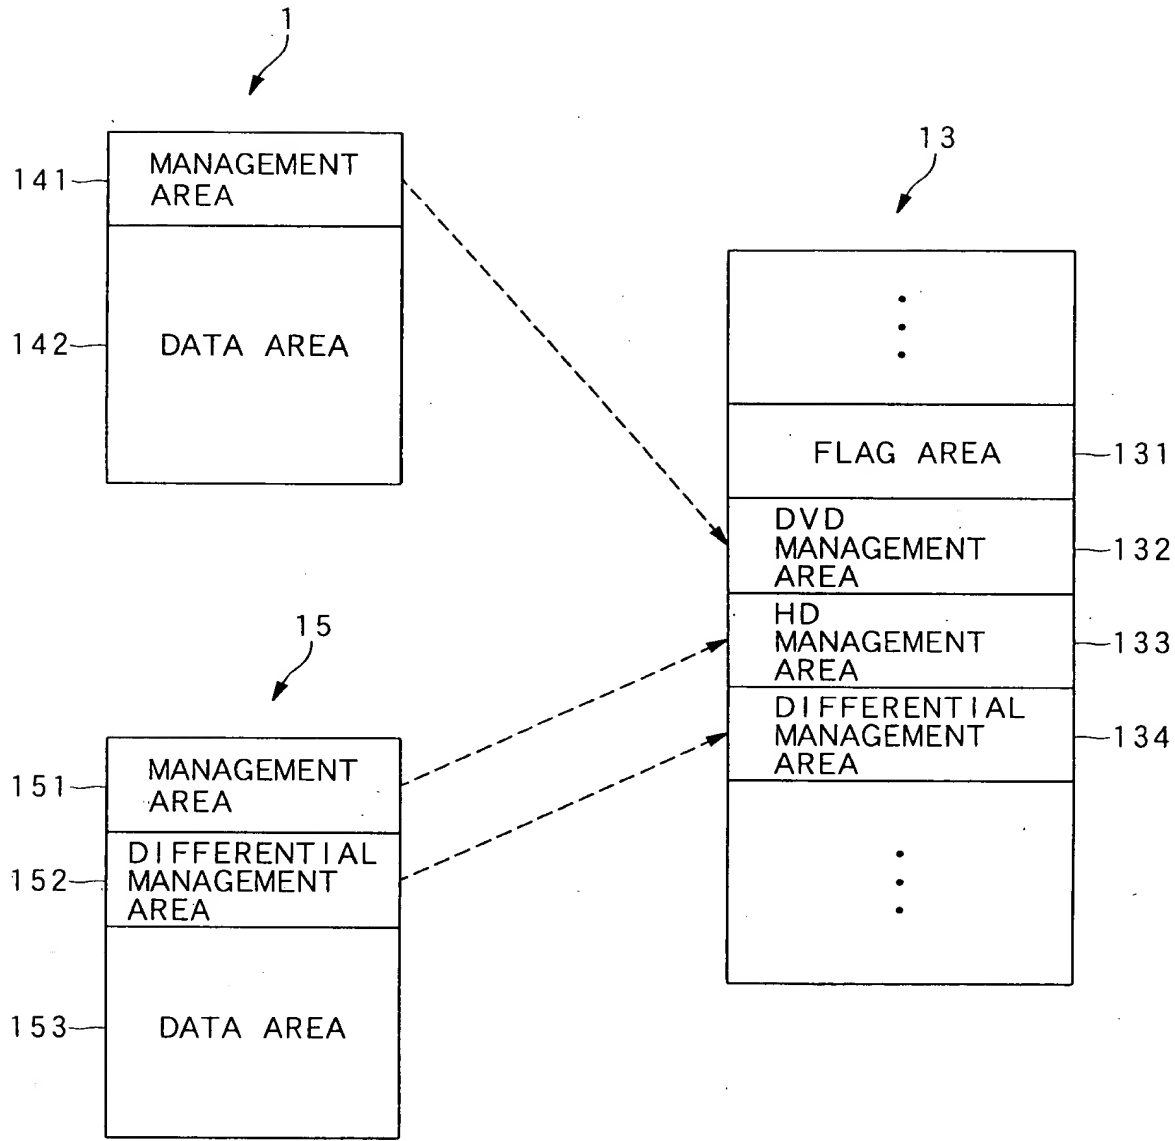 1
MANAGEMENT
AREA
141
DATA AREA
142
13
FLAG AREA
131
DVD
MANAGEMENT
AREA
132
HD
MANAGEMENT
AREA
133
DIFFERENTIAL
MANAGEMENT
AREA
134
15
MANAGEMENT
AREA
151
DIFFERENTIAL
MANAGEMENT
AREA
152
DATA AREA
153